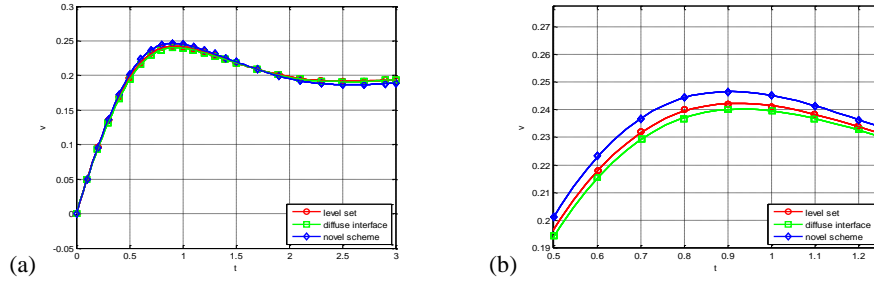 0.3
0.25
0.2
0.15
0.1
0.05
0
-0.05
v
0 0.5 1 1.5 2 2.5 3
t
level set
diffuse interface
novel scheme
(a)
0.27
0.26
0.25
0.24
0.23
0.22
0.21
0.2
0.19
v
0.5 0.6 0.7 0.8 0.9 1 1.1 1.2
t
level set
diffuse interface
novel scheme
(b)